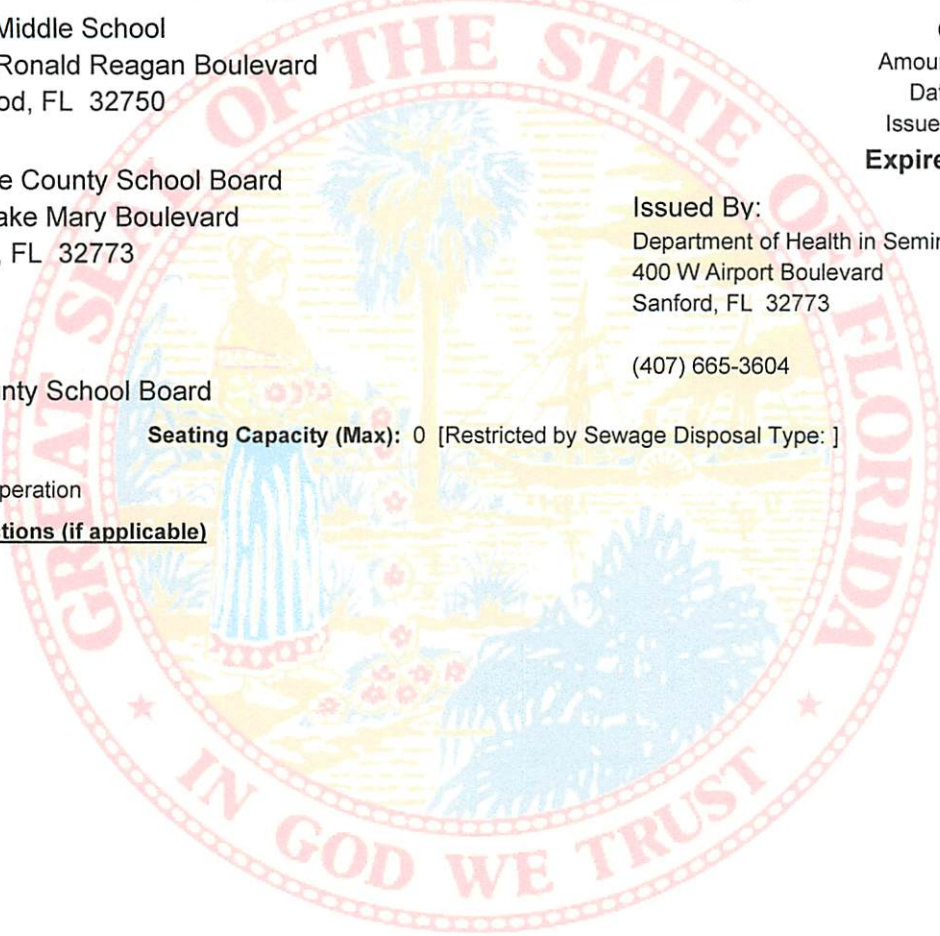 Middle School
Ronald Reagan Boulevard
od, FL 32750
Amour
Dat
Issue
Expire
e County School Board
ake Mary Boulevard
, FL 32773
Issued By:
Department of Health in Semin
400 W Airport Boulevard
Sanford, FL 32773
(407) 665-3604
nty School Board
Seating Capacity (Max): 0 [Restricted by Sewage Disposal Type: ]
peration
tions (if applicable)
GREAT SEAL OF THE STATE OF FLORIDA
IN GOD WE TRUST